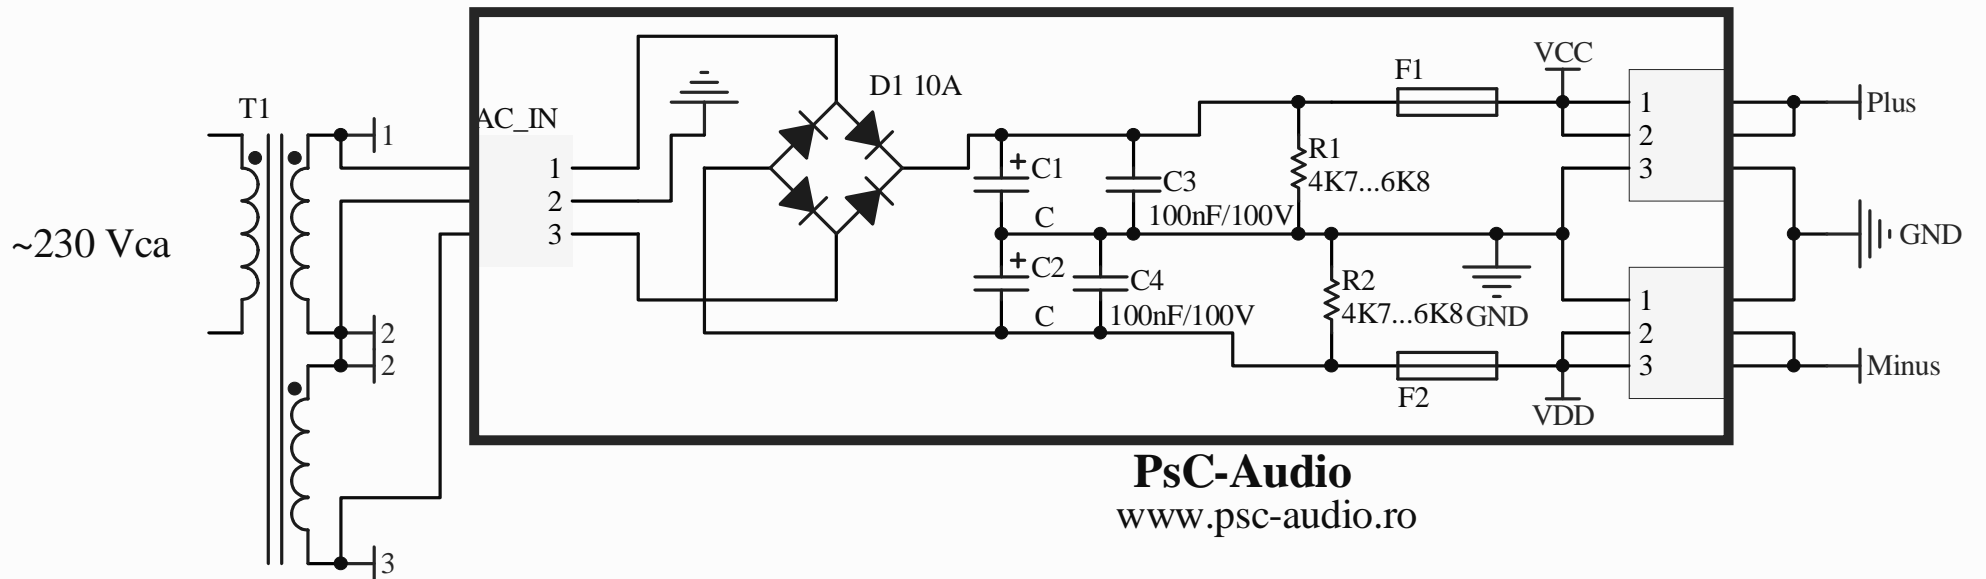 T1
~230 Vca
1
2
2
3
AC_IN
1
2
3
D1 10A
+ C1
C
+ C2
C
C3
100nF/100V
C4
100nF/100V
R1
4K7...6K8
R2
4K7...6K8
GND
F1
F2
VCC
VDD
1
2
3
1
2
3
Plus
GND
Minus
PsC-Audio
www.psc-audio.ro